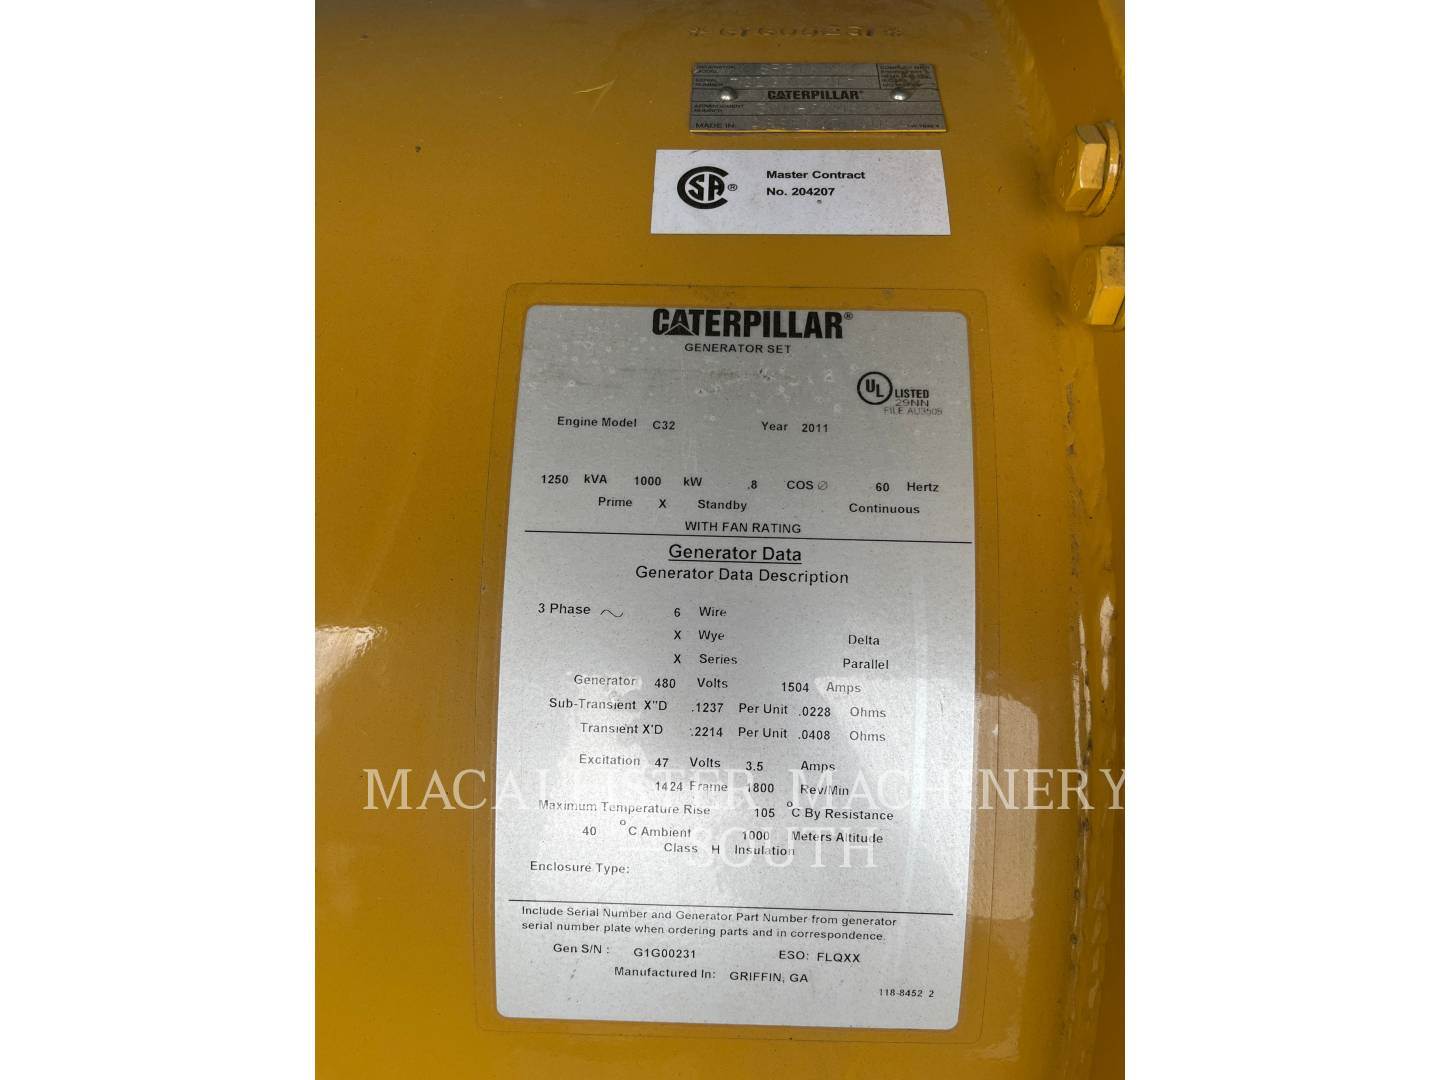 CATERPILLAR®
MADE IN:
CSA ® Master Contract
No. 204207
CATERPILLAR®
GENERATOR SET
UL LISTED
29NN
FILE AU3509
Engine Model C32 Year 2011
1250 kVA 1000 kW .8 COS ∅ 60 Hertz
Prime X Standby Continuous
WITH FAN RATING
Generator Data
Generator Data Description
3 Phase 6 Wire
X Wye Delta
X Series Parallel
Generator 480 Volts 1504 Amps
Sub-Transient X"D .1237 Per Unit .0228 Ohms
Transient X'D .2214 Per Unit .0408 Ohms
Excitation 47 Volts 3.5 Amps
1424 Frame 1800 Rev/Min
Maximum Temperature Rise 105 °C By Resistance
40 °C Ambient 1000 Meters Altitude
Class H Insulation
Enclosure Type:
Include Serial Number and Generator Part Number from generator
serial number plate when ordering parts and in correspondence.
Gen S/N : G1G00231 ESO: FLQXX
Manufactured In: GRIFFIN, GA
118-8452 2
MACALLISTER MACHINERY
— SOUTH